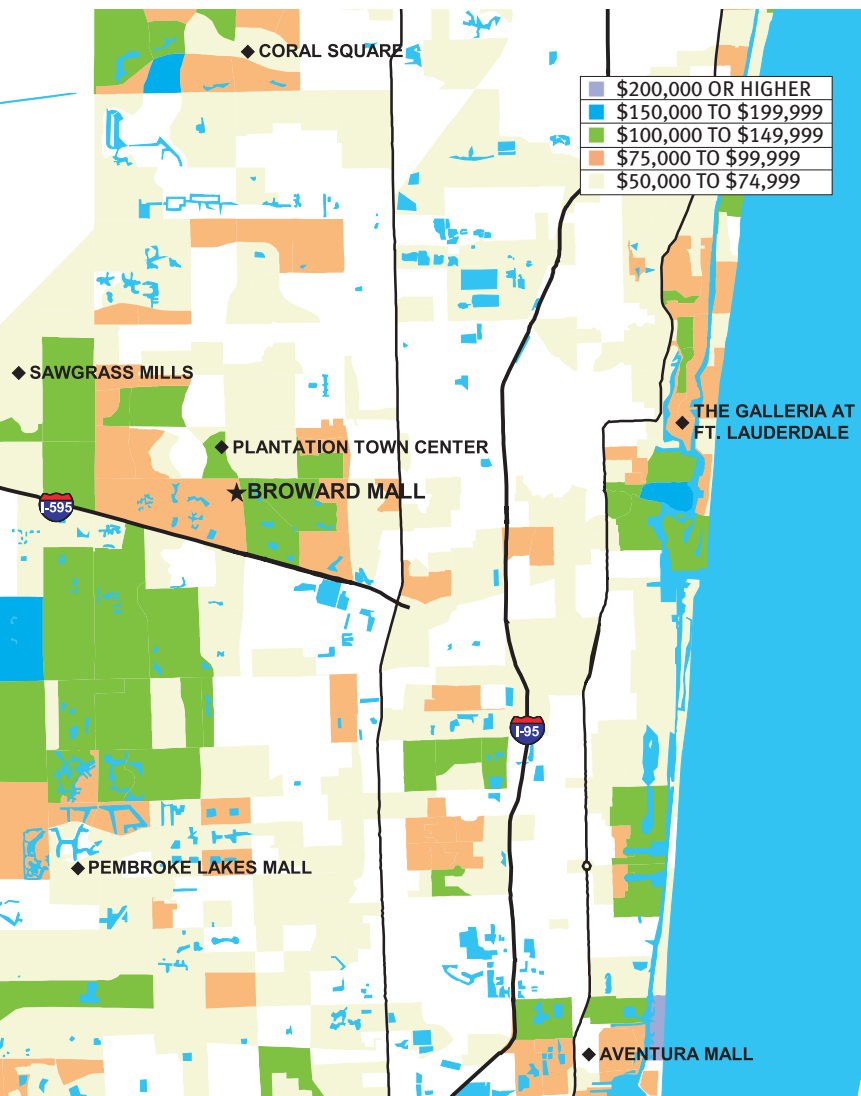 CORAL SQUARE
$200,000 OR HIGHER
$150,000 TO $199,999
$100,000 TO $149,999
$75,000 TO $99,999
$50,000 TO $74,999
SAWGRASS MILLS
THE GALLERIA AT
FT. LAUDERDALE
PLANTATION TOWN CENTER
BROWARD MALL
I-595
I-95
PEMBROKE LAKES MALL
AVENTURA MALL